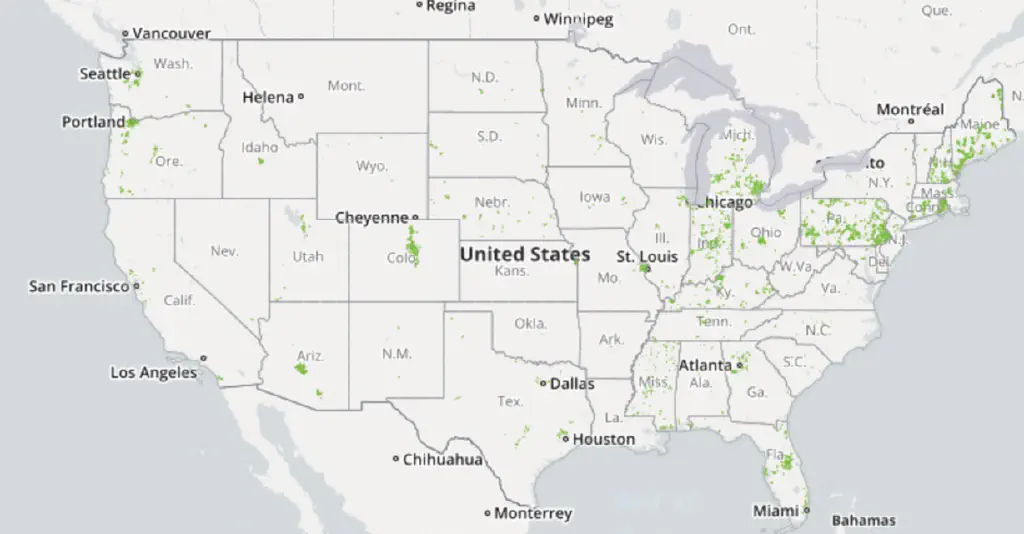 Regina
Winnipeg
Ont.
Que.
Vancouver
Seattle
Wash.
Mont.
N.D.
Minn.
Helena
Montréal
Portland
Maine
N.
Ore.
Idaho
S.D.
Wis.
Mich.
to
N.H.
Wyo.
N.Y.
Mass.
Conn.
Iowa
Chicago
Nebr.
Cheyenne
Pa.
N.J.
Ohio
Ill.
Ind.
Nev.
Utah
Colo.
United States
Kans.
St. Louis
Mo.
W.Va.
Del.
San Francisco
Calif.
Ky.
Va.
Okla.
Tenn.
N.C.
Ark.
Ariz.
N.M.
Los Angeles
Dallas
Miss.
Ala.
Atlanta
S.C.
Ga.
Tex.
La.
Houston
Chihuahua
Fla.
Monterrey
Miami
Bahamas